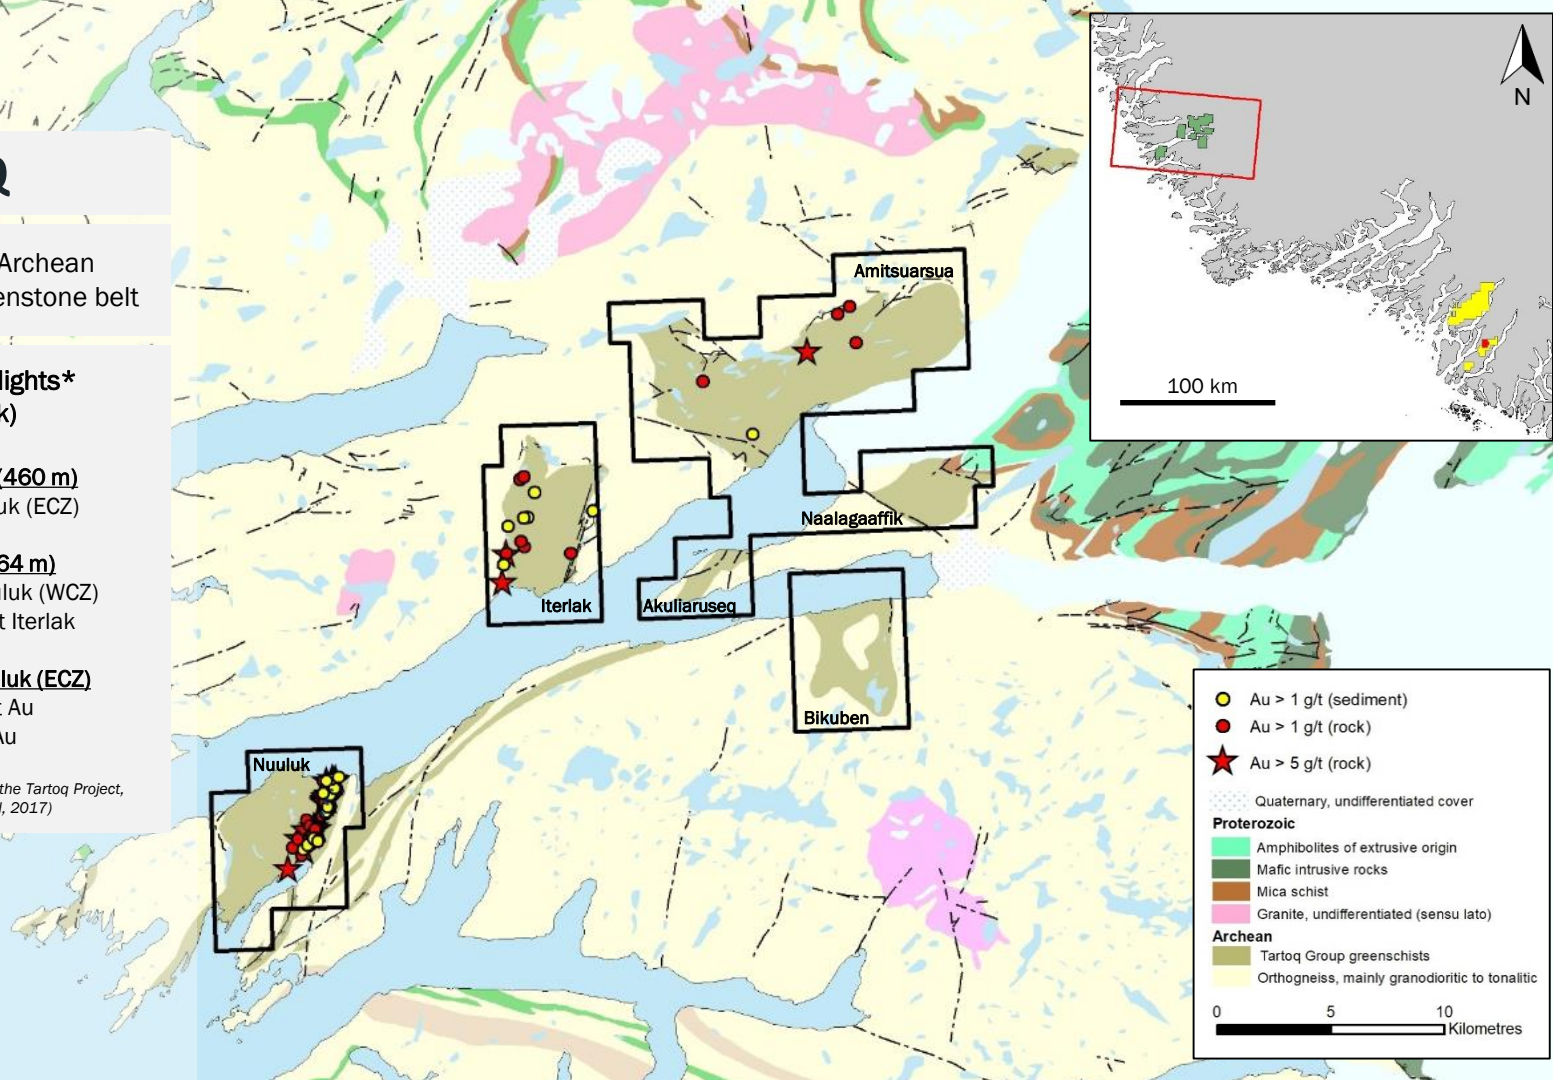 Archean
enstone belt
lights*
k)
(460 m)
uk (ECZ)
64 m)
uluk (WCZ)
t Iterlak
luk (ECZ)
t Au
Au
the Tartoq Project,
l, 2017)
Amitsuarsua
Naalagaaffik
Iterlak
Akuliaruseq
Bikuben
Nuuluk
N
100 km
Au > 1 g/t (sediment)
Au > 1 g/t (rock)
Au > 5 g/t (rock)
Quaternary, undifferentiated cover
Proterozoic
Amphibolites of extrusive origin
Mafic intrusive rocks
Mica schist
Granite, undifferentiated (sensu lato)
Archean
Tartoq Group greenschists
Orthogneiss, mainly granodioritic to tonalitic
0 5 10
Kilometres